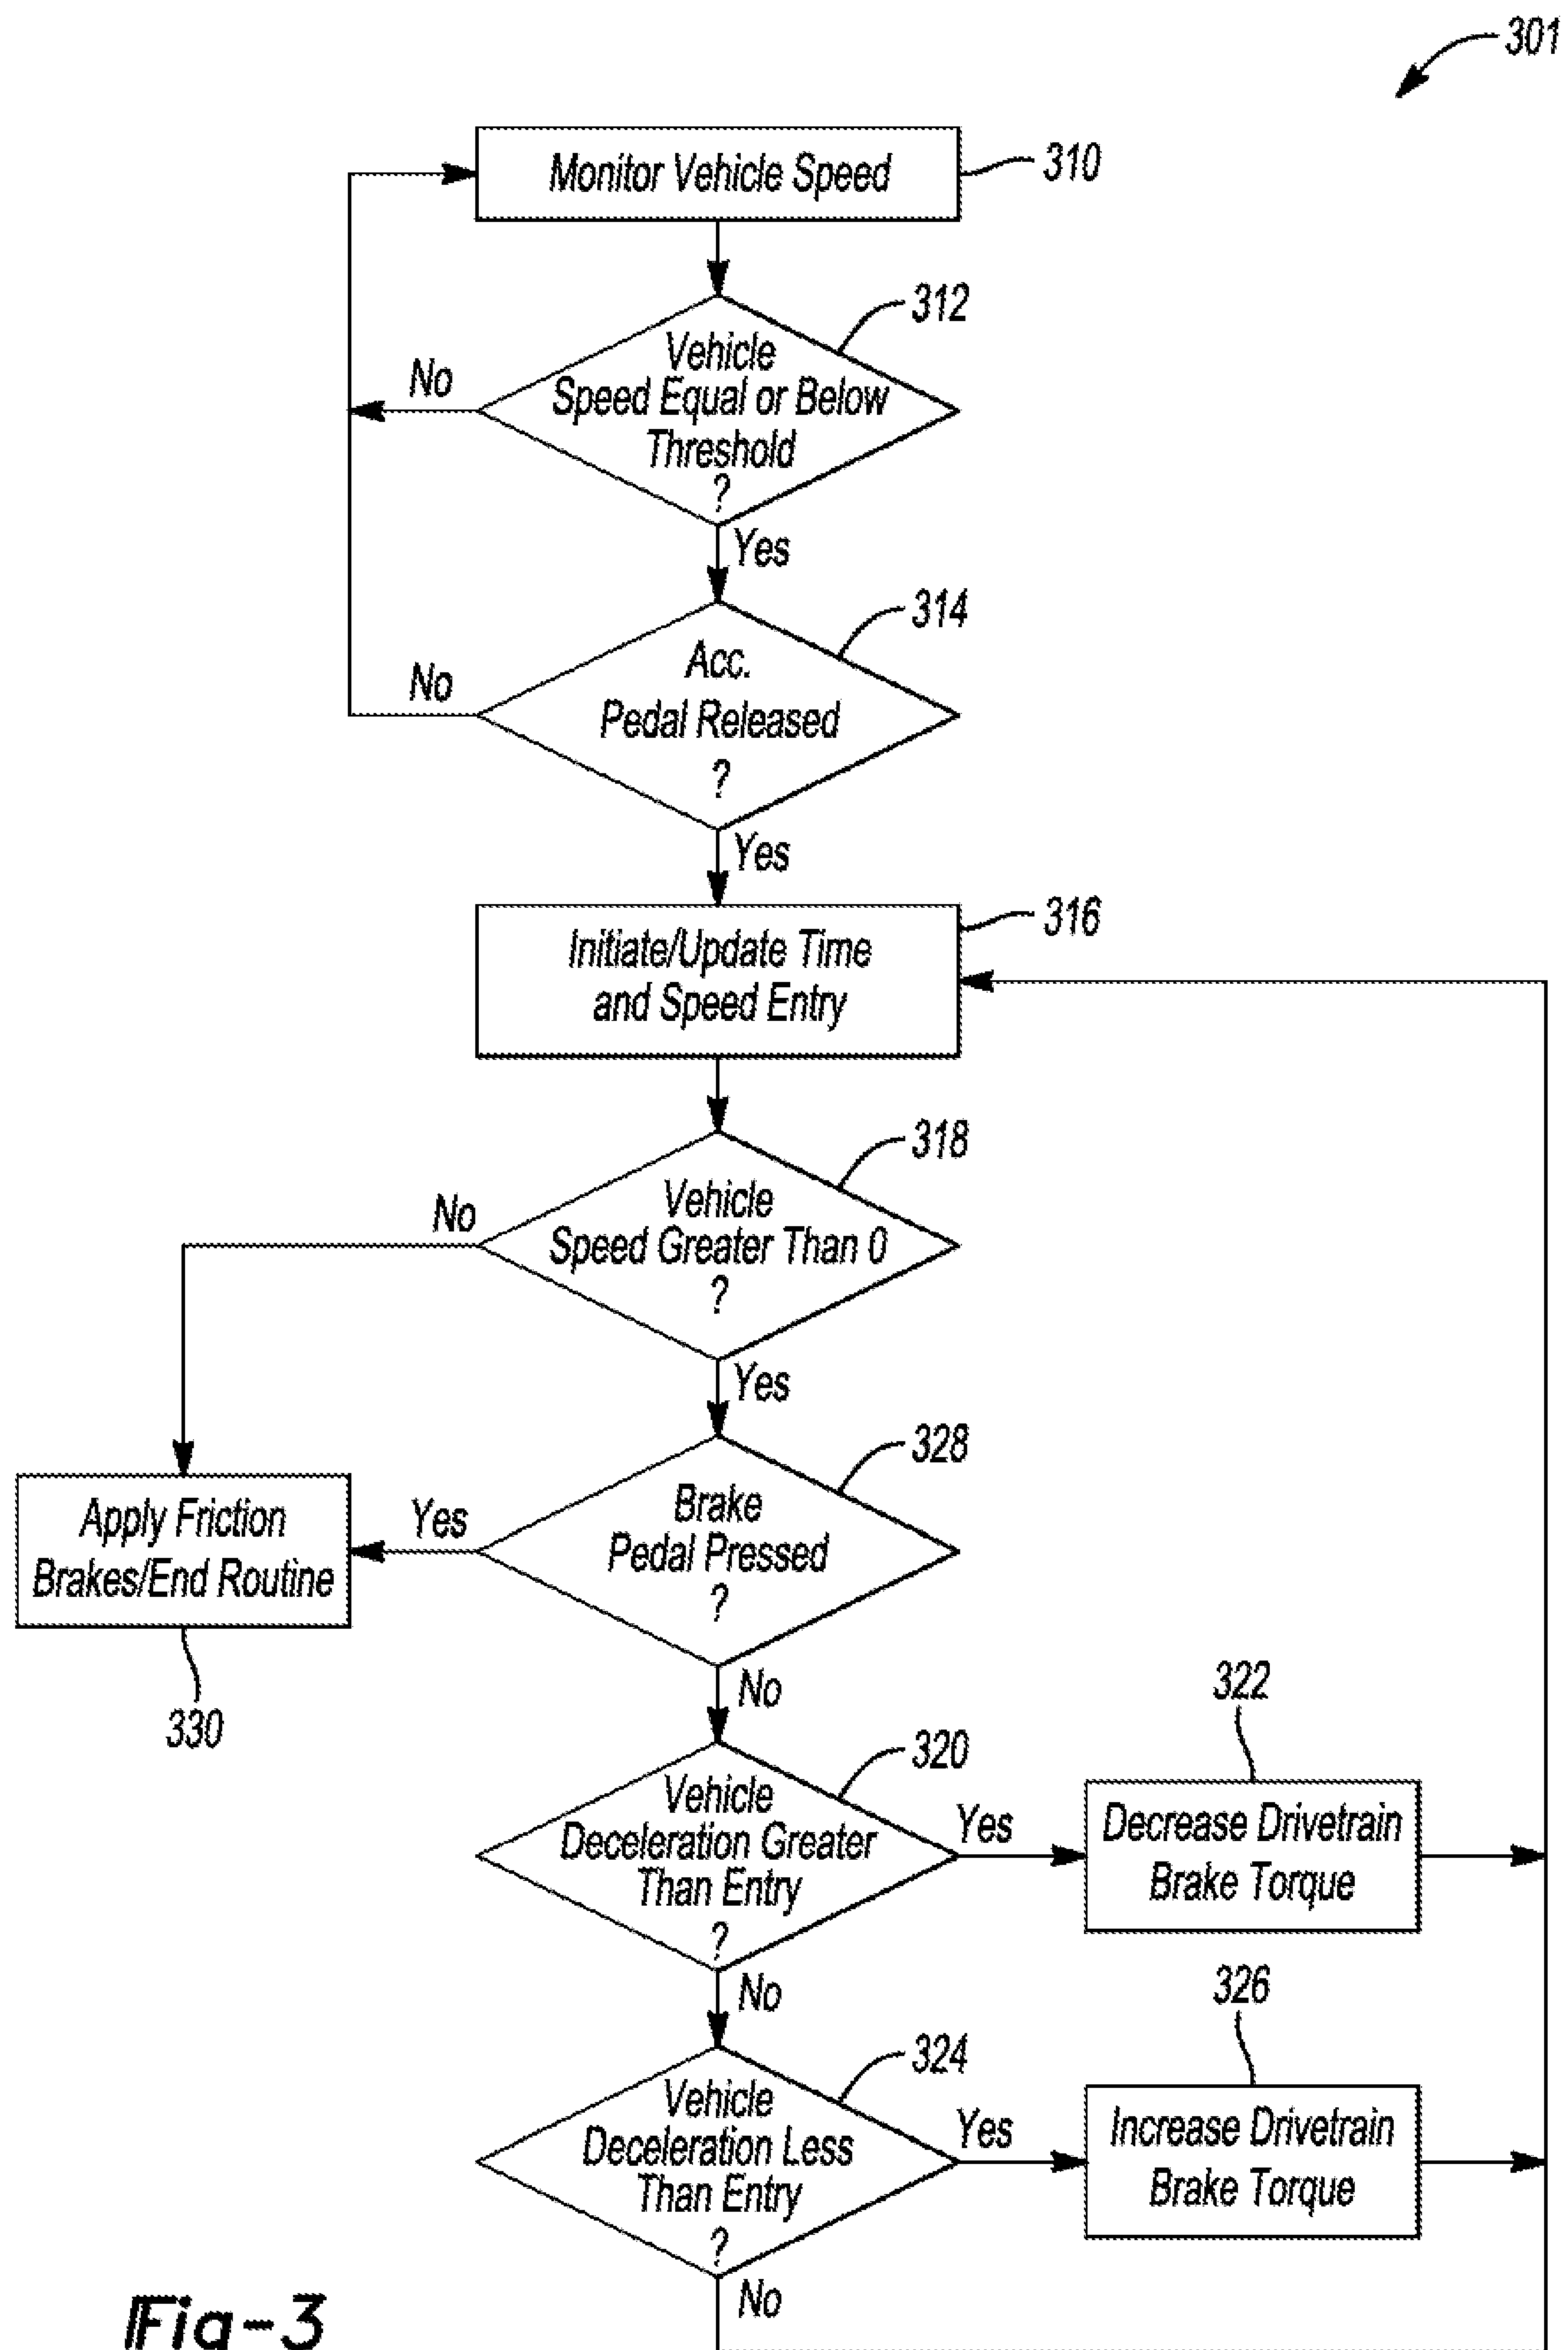 301
Monitor Vehicle Speed
310
312
Vehicle
Speed Equal or Below
Threshold
?
No
Yes
314
Acc.
Pedal Released
?
No
Yes
316
Initiate/Update Time
and Speed Entry
318
Vehicle
Speed Greater Than 0
?
No
Yes
328
Brake
Pedal Pressed
?
Yes
Apply Friction
Brakes/End Routine
330
No
320
Vehicle
Deceleration Greater
Than Entry
?
Yes
322
Decrease Drivetrain
Brake Torque
No
324
Vehicle
Deceleration Less
Than Entry
?
Yes
326
Increase Drivetrain
Brake Torque
No
Fig-3